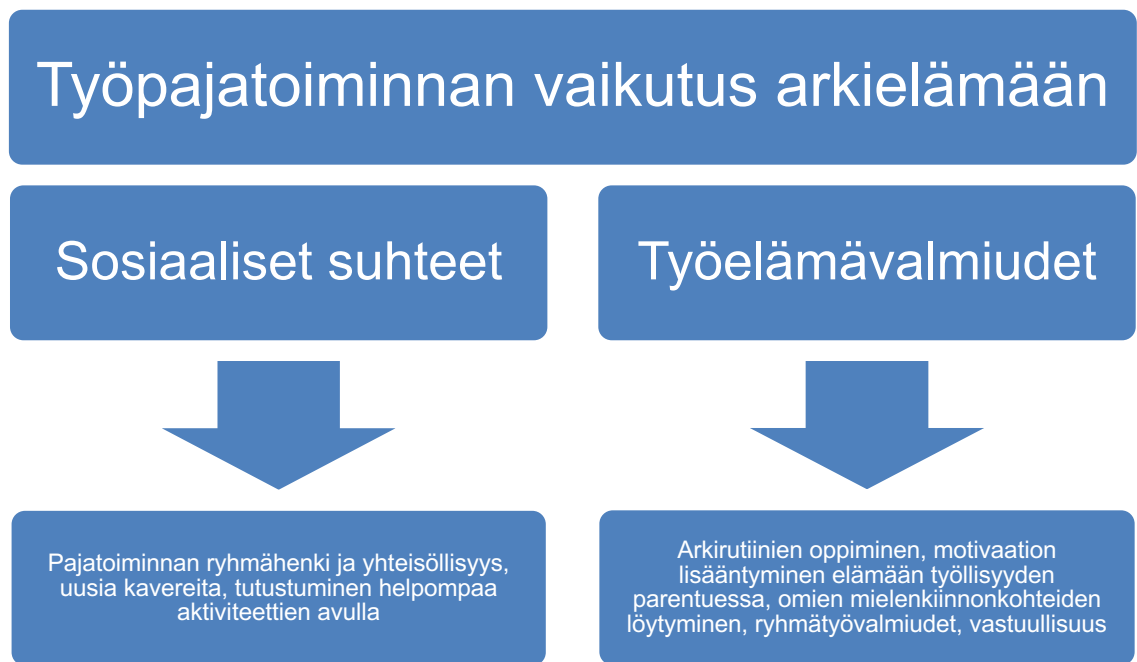 Työpajatoiminnan vaikutus arkielämään
Sosiaaliset suhteet
Työelämävalmiudet
Pajatoiminnan ryhmähenki ja yhteisöllisyys,
uusia kavereita, tutustuminen helpompaa
aktiviteettien avulla
Arkirutiinien oppiminen, motivaation
lisääntyminen elämään työllisyyden
parentuessa, omien mielenkiinnonkohteiden
löytyminen, ryhmätyövalmiudet, vastuullisuus